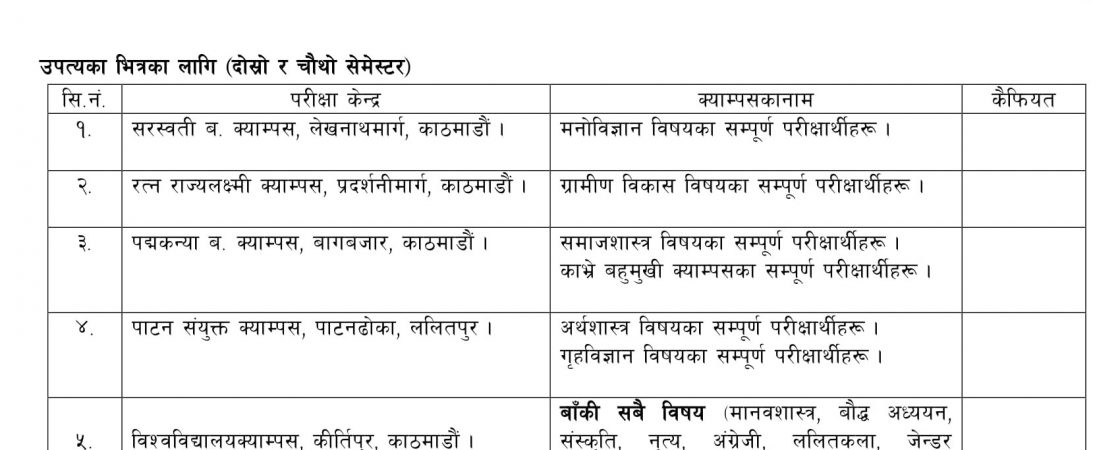 उपत्यका भित्रका लागि (दोस्रो र चौथो सेमेस्टर)
सि.नं. परीक्षा केन्द्र क्याम्पसकानाम कैफियत
१. सरस्वती ब. क्याम्पस, लेखनाथमार्ग, काठमाडौं । मनोविज्ञान विषयका सम्पूर्ण परीक्षार्थीहरू ।
२. रत्न राज्यलक्ष्मी क्याम्पस, प्रदर्शनीमार्ग, काठमाडौं । ग्रामीण विकास विषयका सम्पूर्ण परीक्षार्थीहरू ।
३. पद्मकन्या ब. क्याम्पस, बागबजार, काठमाडौं । समाजशास्त्र विषयका सम्पूर्ण परीक्षार्थीहरू ।
काभ्रे बहुमुखी क्याम्पसका सम्पूर्ण परीक्षार्थीहरू ।
४. पाटन संयुक्त क्याम्पस, पाटनढोका, ललितपुर । अर्थशास्त्र विषयका सम्पूर्ण परीक्षार्थीहरू ।
गृहविज्ञान विषयका सम्पूर्ण परीक्षार्थीहरू ।
बाँकी सबै विषय (मानवशास्त्र, बौद्ध अध्ययन,
५. विश्वविद्यालयक्याम्पस, कीर्तिपुर, काठमाडौं । संस्कृति, नृत्य, अंग्रेजी, ललितकला, जेन्डर